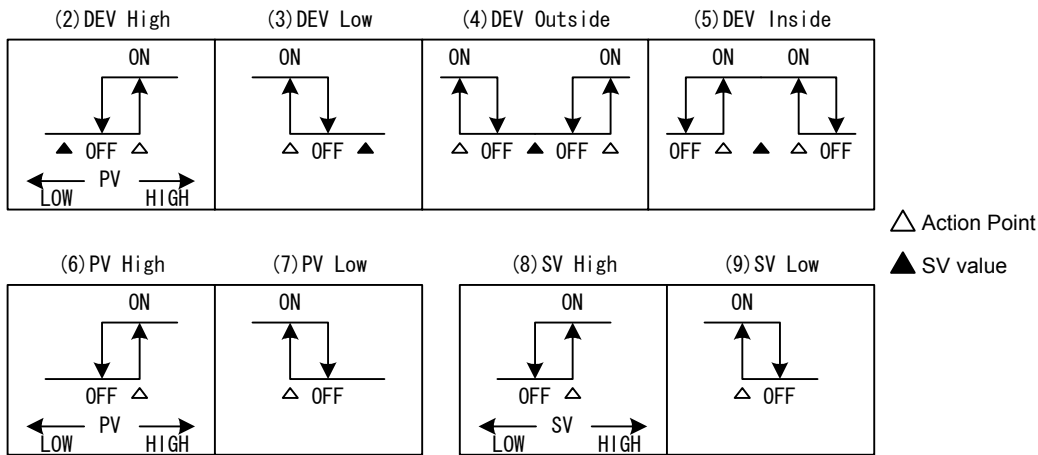 (2)DEV High (3)DEV Low (4)DEV Outside (5)DEV Inside
ON ON ON ON ON ON
OFF OFF OFF OFF OFF OFF
PV
LOW HIGH
Action Point
SV value
(6)PV High (7)PV Low (8)SV High (9)SV Low
ON ON ON ON
OFF OFF OFF OFF
PV SV
LOW HIGH LOW HIGH